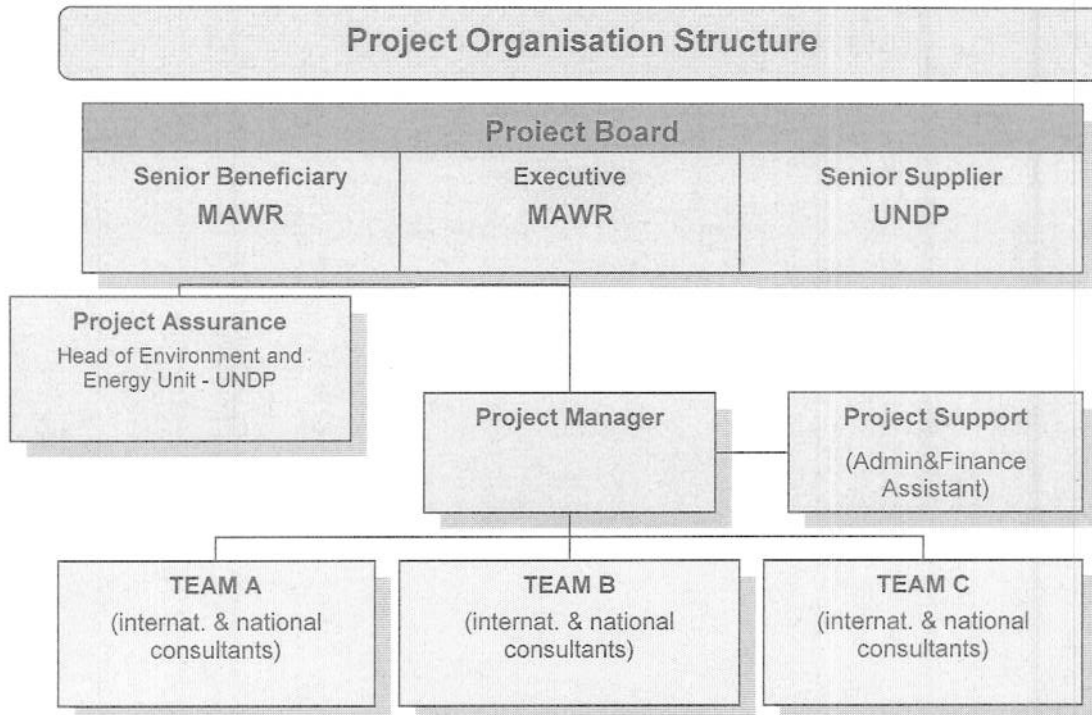 Project Organisation Structure
Project Board
Senior Beneficiary
MAWR
Executive
MAWR
Senior Supplier
UNDP
Project Assurance
Head of Environment and
Energy Unit - UNDP
Project Manager
Project Support
(Admin&Finance
Assistant)
TEAM A
(internat. & national
consultants)
TEAM B
(internat. & national
consultants)
TEAM C
(internat. & national
consultants)